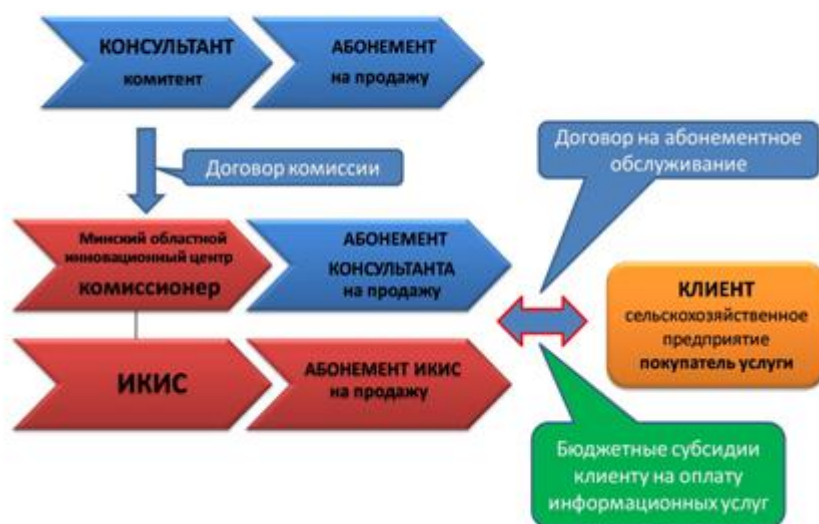 КОНСУЛЬТАНТ
комитент
АБОНЕМЕНТ
на продажу
Договор комиссии
Договор на абонементное
обслуживание
Минский областной
инновационный центр
комиссионер
АБОНЕМЕНТ
КОНСУЛЬТАНТА
на продажу
КЛИЕНТ
сельскохозяйственное
предприятие
покупатель услуги
ИКИС
АБОНЕМЕНТ ИКИС
на продажу
Бюджетные субсидии
клиенту на оплату
информационных услуг